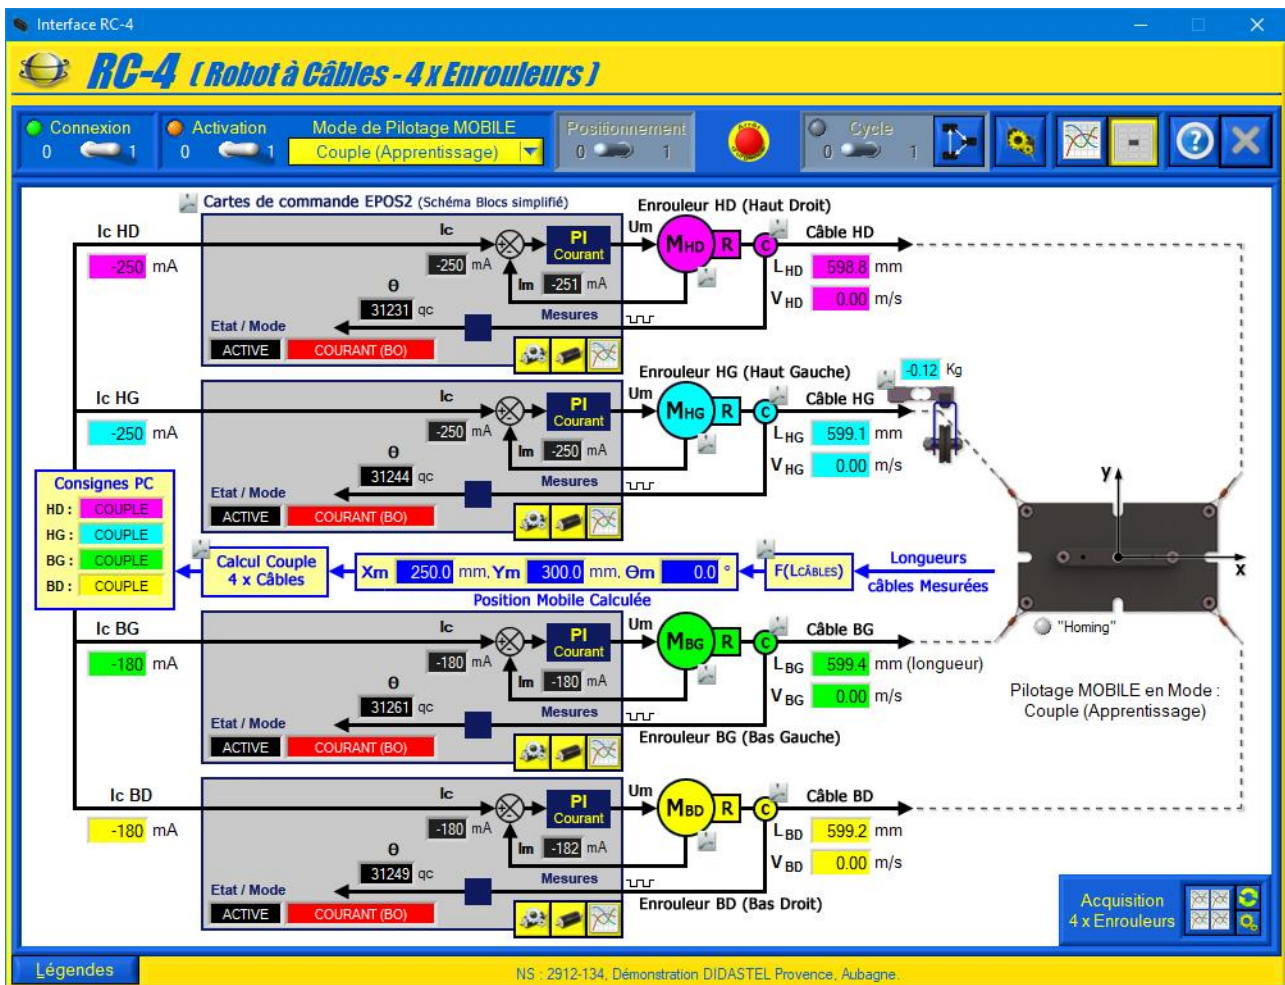 Interface RC-4
RC-4 ( Robot à Câbles - 4 x Enrouleurs )
Connexion
0 1
Activation
0 1
Mode de Pilotage MOBILE
Couple (Apprentissage)
Positionnement
0 1
Cycle
0 1
Cartes de commande EPOS2 (Schéma Blocs simplifié)
Enrouleur HD (Haut Droit)
Ic HD
-250 mA
Ic
-250 mA
PI
Courant
Um
MHD R C
Câble HD
Im -251 mA
LHD 598.8 mm
VHD 0.00 m/s
θ
31231 qc
Mesures
Etat / Mode
ACTIVE COURANT (BO)
Enrouleur HG (Haut Gauche)
-0.12 Kg
Ic HG
-250 mA
Ic
-250 mA
PI
Courant
Um
MHG R C
Câble HG
Im -250 mA
LHG 599.1 mm
VHG 0.00 m/s
θ
31244 qc
Mesures
Etat / Mode
ACTIVE COURANT (BO)
Consignes PC
HD : COUPLE
HG : COUPLE
BG : COUPLE
BD : COUPLE
Calcul Couple
4 x Câbles
Xm 250.0 mm, Ym 300.0 mm, Θm 0.0 °
Position Mobile Calculée
F(LCÂBLES)
Longueurs
câbles Mesurées
y
x
"Homing"
Ic BG
-180 mA
Ic
-180 mA
PI
Courant
Um
MBG R C
Câble BG
Im -180 mA
LBG 599.4 mm (longueur)
VBG 0.00 m/s
θ
31261 qc
Mesures
Etat / Mode
ACTIVE COURANT (BO)
Enrouleur BG (Bas Gauche)
Pilotage MOBILE en Mode :
Couple (Apprentissage)
Ic BD
-180 mA
Ic
-180 mA
PI
Courant
Um
MBD R C
Câble BD
Im -182 mA
LBD 599.2 mm
VBD 0.00 m/s
θ
31249 qc
Mesures
Etat / Mode
ACTIVE COURANT (BO)
Enrouleur BD (Bas Droit)
Acquisition
4 x Enrouleurs
Légendes
NS : 2912-134, Démonstration DIDASTEL Provence, Aubagne.